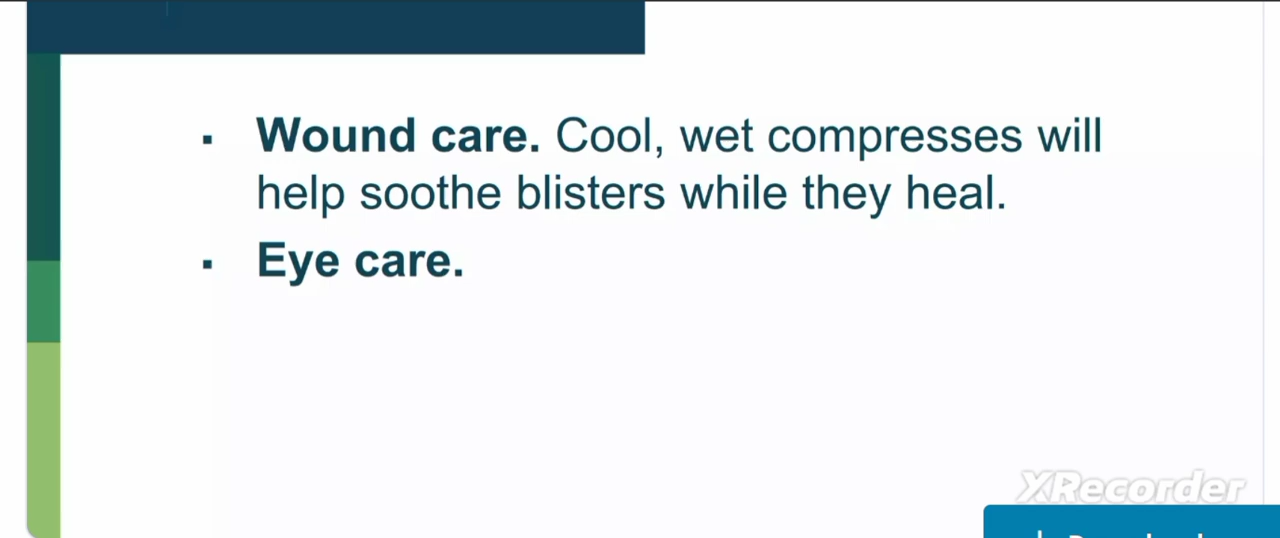 ▪ Wound care. Cool, wet compresses will
help soothe blisters while they heal.
▪ Eye care.
XRecorder